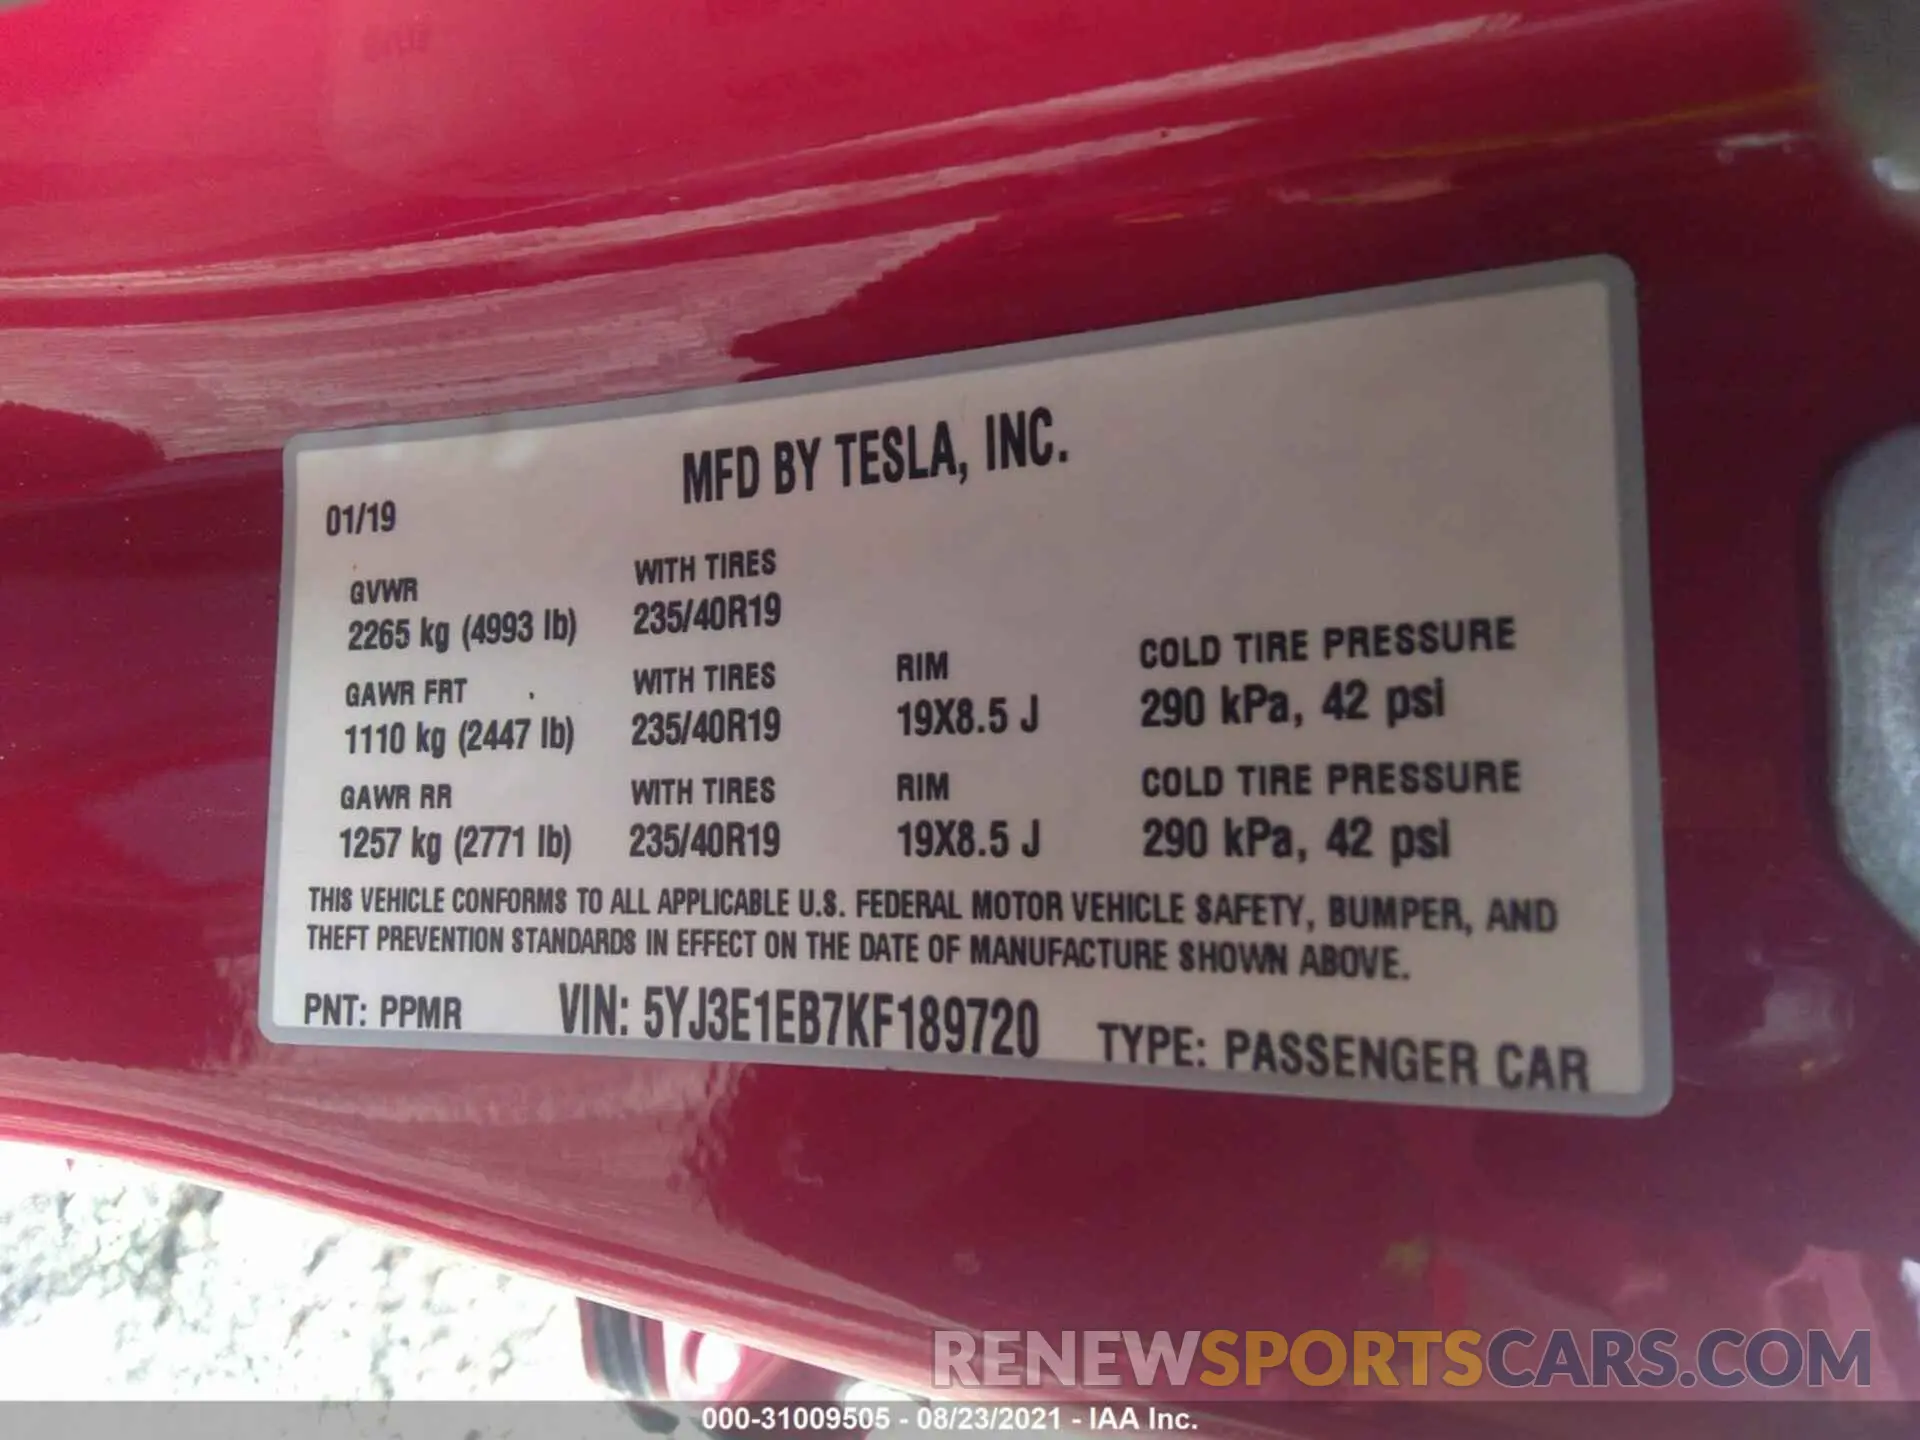 MFD BY TESLA, INC.
01/19
GVWR WITH TIRES
2265 kg (4993 lb) 235/40R19
GAWR FRT WITH TIRES RIM COLD TIRE PRESSURE
1110 kg (2447 lb) 235/40R19 19X8.5 J 290 kPa, 42 psi
GAWR RR WITH TIRES RIM COLD TIRE PRESSURE
1257 kg (2771 lb) 235/40R19 19X8.5 J 290 kPa, 42 psi
THIS VEHICLE CONFORMS TO ALL APPLICABLE U.S. FEDERAL MOTOR VEHICLE SAFETY, BUMPER, AND
THEFT PREVENTION STANDARDS IN EFFECT ON THE DATE OF MANUFACTURE SHOWN ABOVE.
PNT: PPMR VIN: 5YJ3E1EB7KF189720 TYPE: PASSENGER CAR
RENEWSPORTSCARS.COM
000-31009505 - 08/23/2021 - IAA Inc.